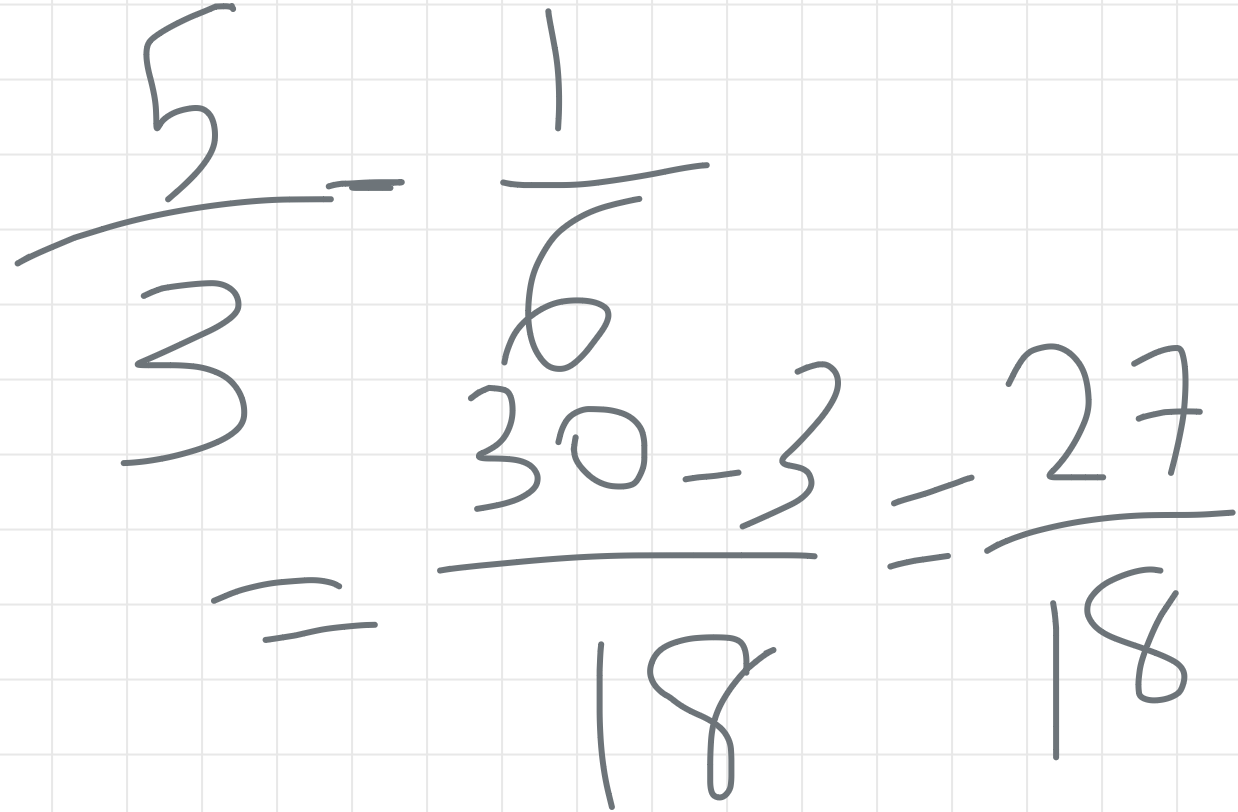 5/3 - 1/6
= (30-3)/18 = 27/18